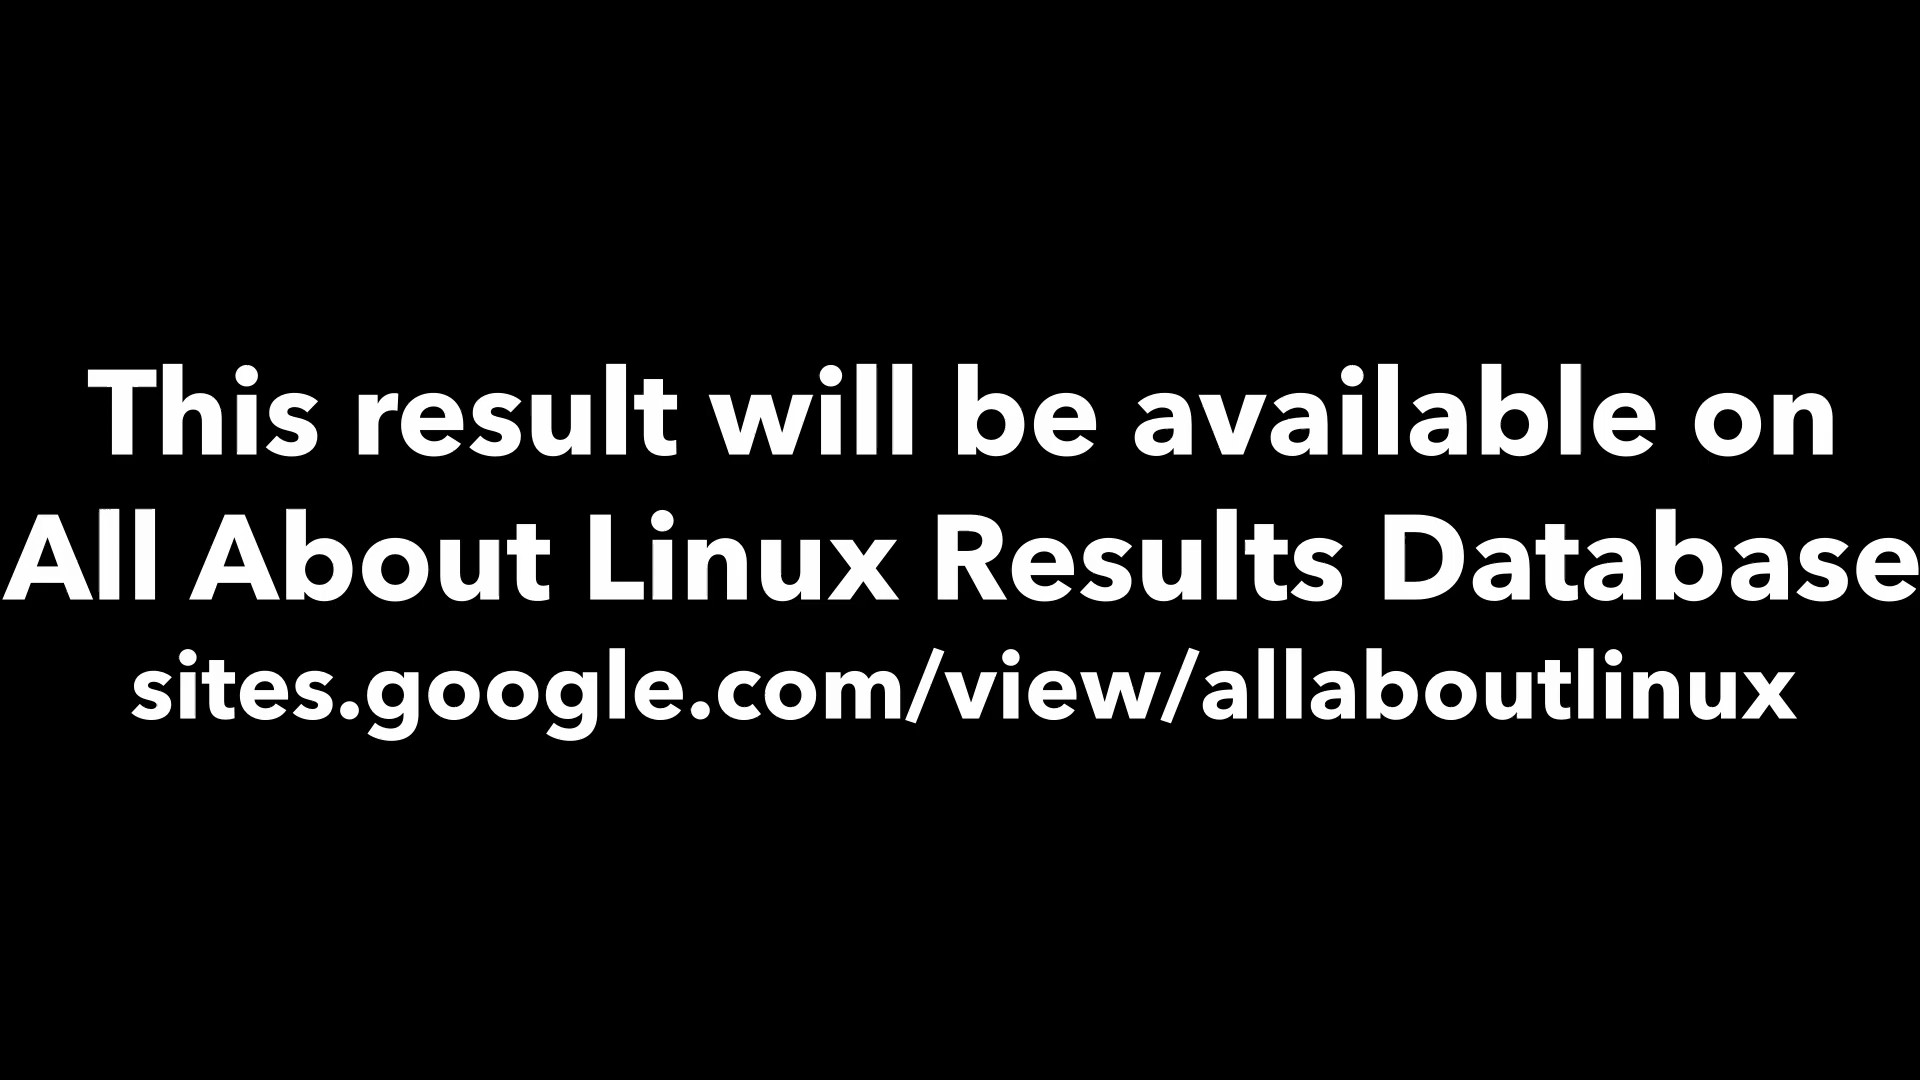 This result will be available on
All About Linux Results Database
sites.google.com/view/allaboutlinux